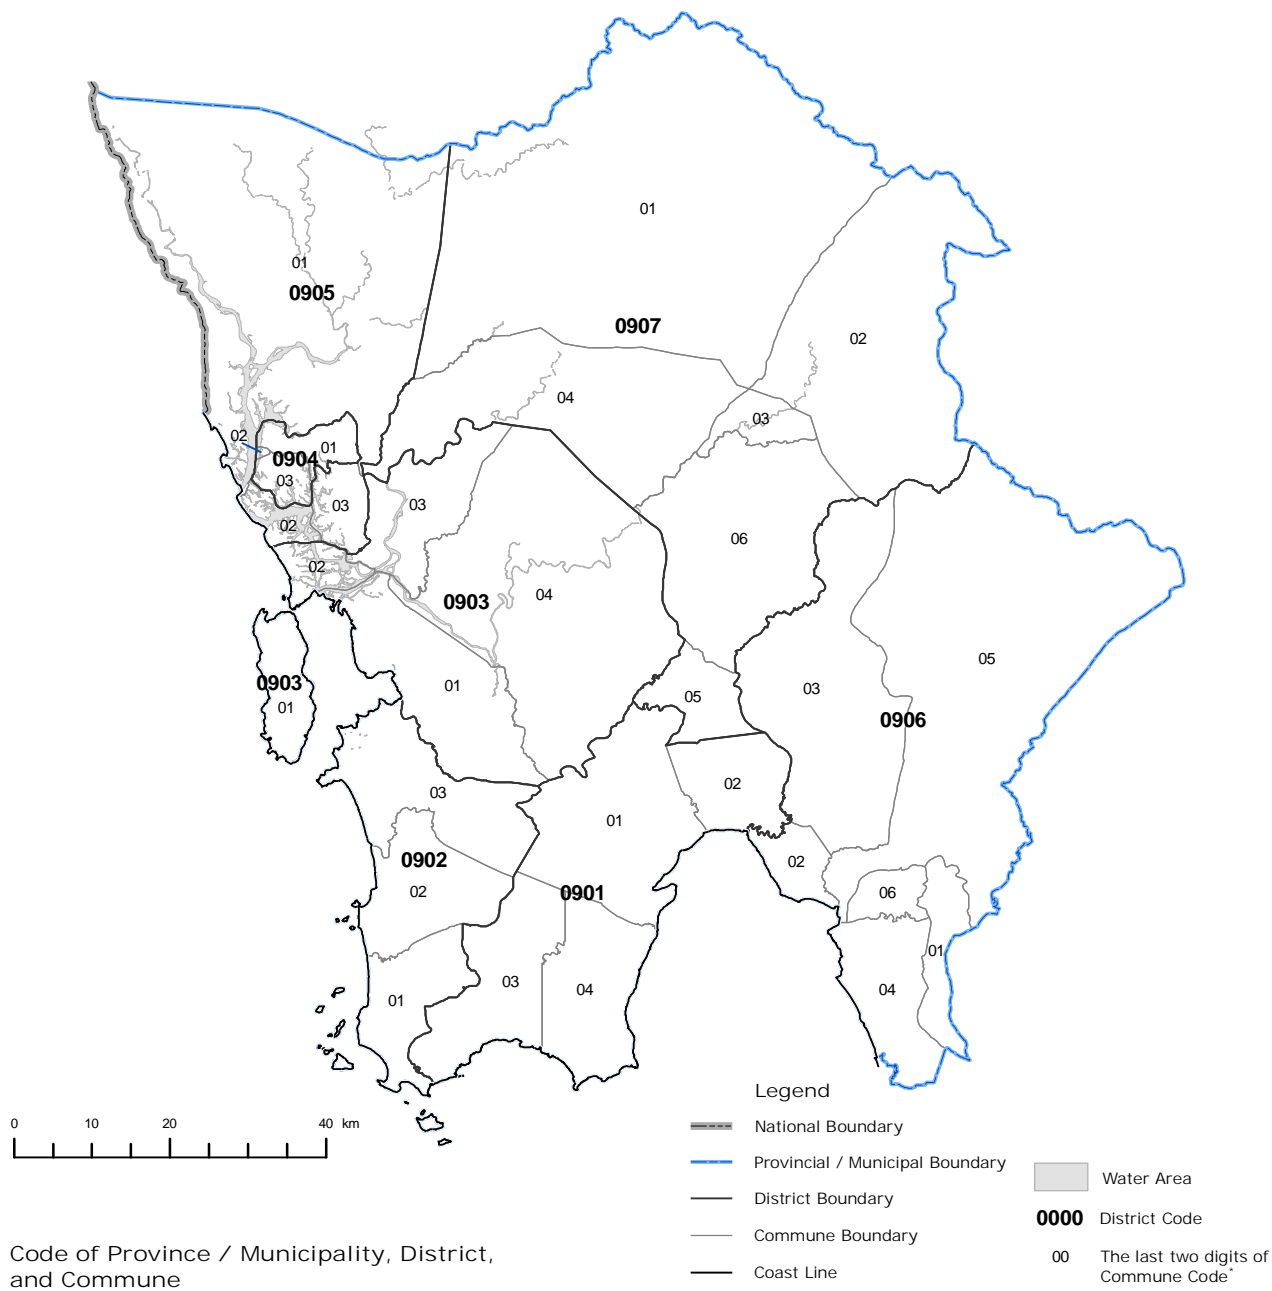 01
01
0905
0907
02
04
03
02
01
0904
03
03
03
02
06
02
0903
04
05
0903
01
01
05
03
0906
03
02
01
0902
02
02
0901
06
01
03
04
04
01
Legend
0 10 20 40 km
National Boundary
Provincial / Municipal Boundary
Water Area
District Boundary
0000 District Code
Commune Boundary
Code of Province / Municipality, District,
and Commune
00 The last two digits of
Commune Code*
Coast Line